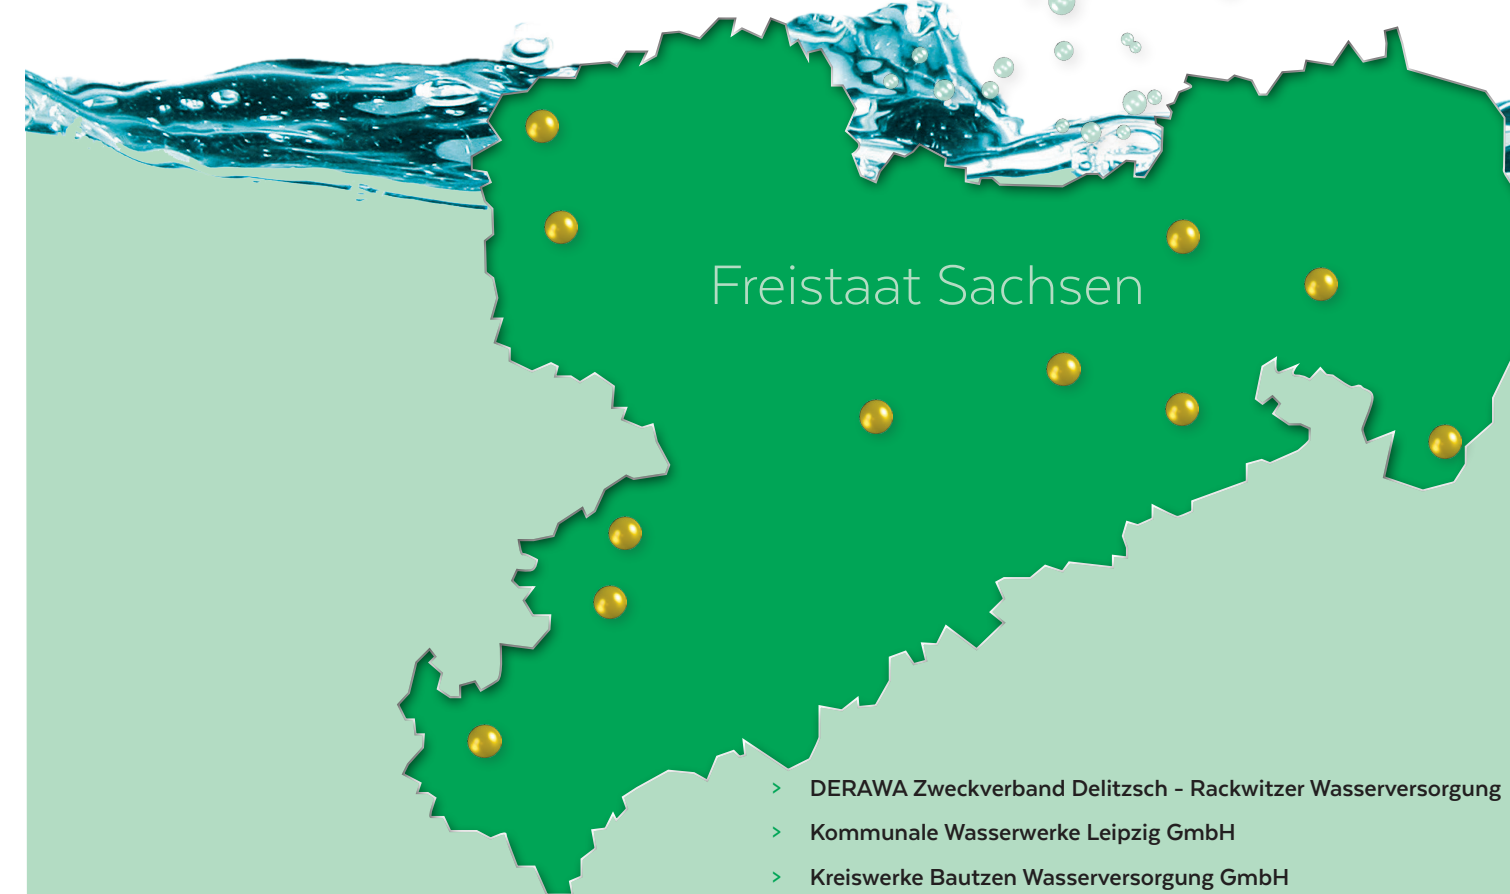 Freistaat Sachsen
> DERAWA Zweckverband Delitzsch - Rackwitzer Wasserversorgung
> Kommunale Wasserwerke Leipzig GmbH
> Kreiswerke Bautzen Wasserversorgung GmbH